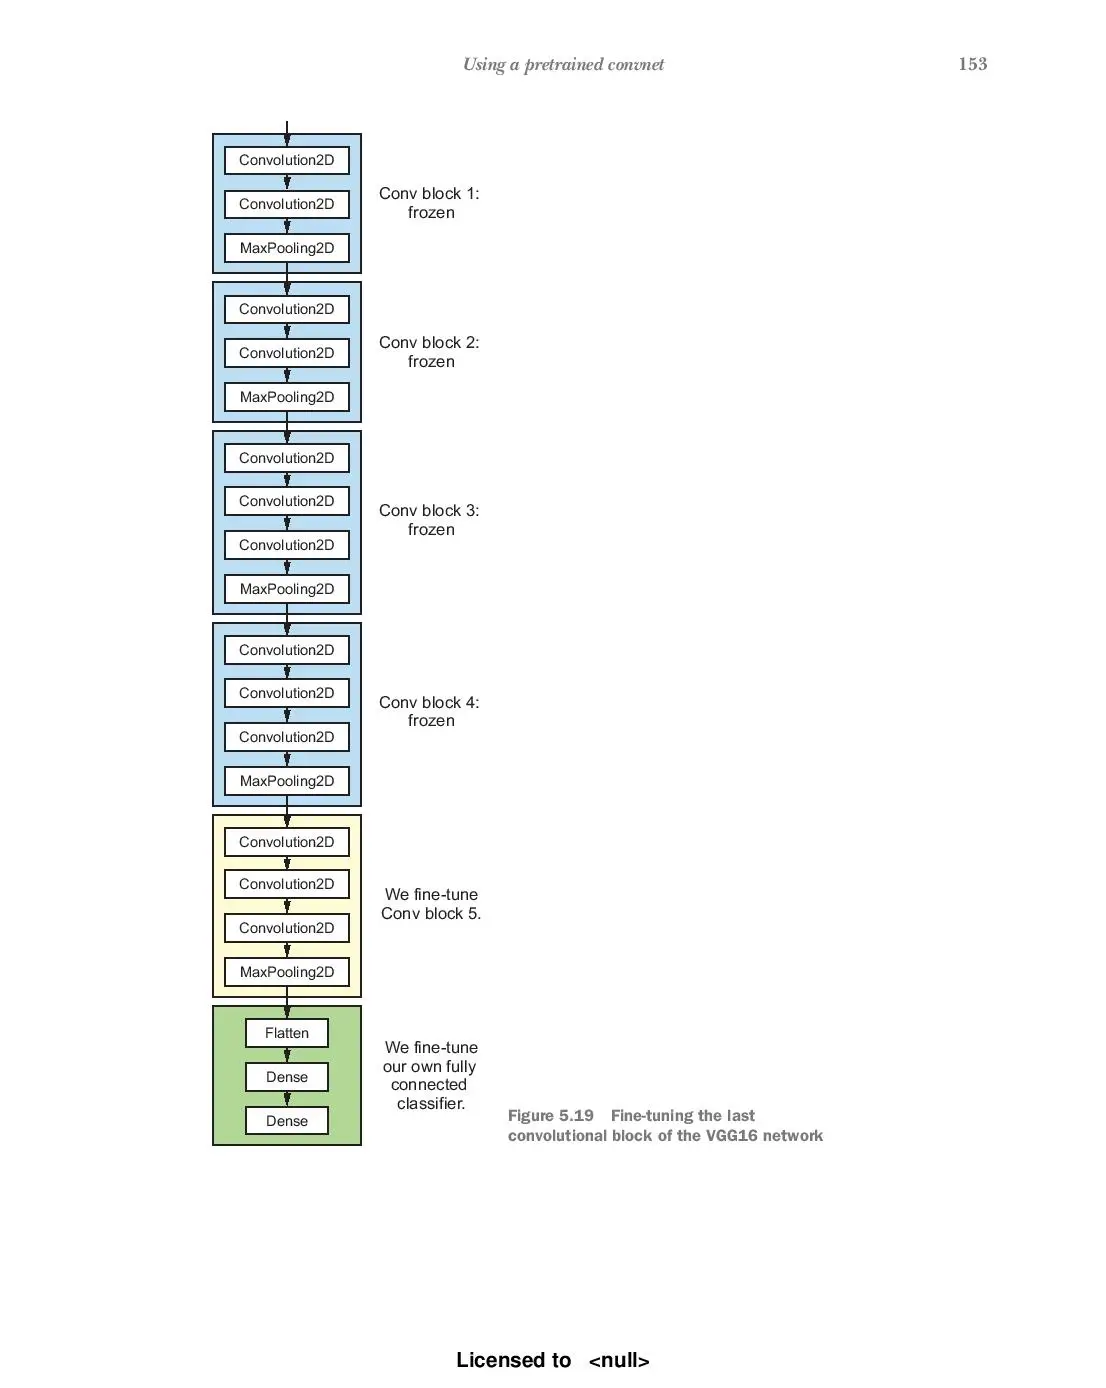 Using a pretrained convnet 153
Convolution2D
Convolution2D
MaxPooling2D
Conv block 1:
frozen
Convolution2D
Convolution2D
MaxPooling2D
Conv block 2:
frozen
Convolution2D
Convolution2D
Convolution2D
MaxPooling2D
Conv block 3:
frozen
Convolution2D
Convolution2D
Convolution2D
MaxPooling2D
Conv block 4:
frozen
Convolution2D
Convolution2D
Convolution2D
MaxPooling2D
We fine-tune
Conv block 5.
Flatten
Dense
Dense
We fine-tune
our own fully
connected
classifier.
Figure 5.19 Fine-tuning the last
convolutional block of the VGG16 network
Licensed to <null>